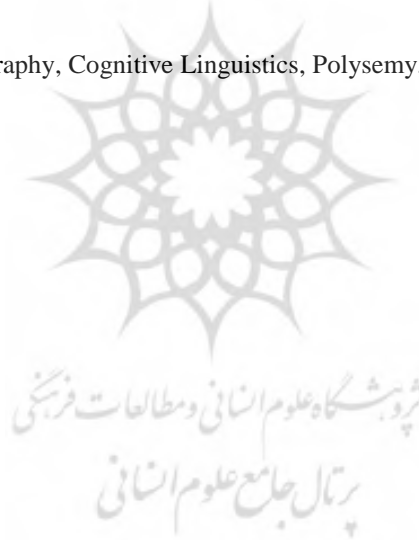 raphy, Cognitive Linguistics, Polysemy
پژوهشگاه علوم انسانی و مطالعات فرهنگی
پرتال جامع علوم انسانی